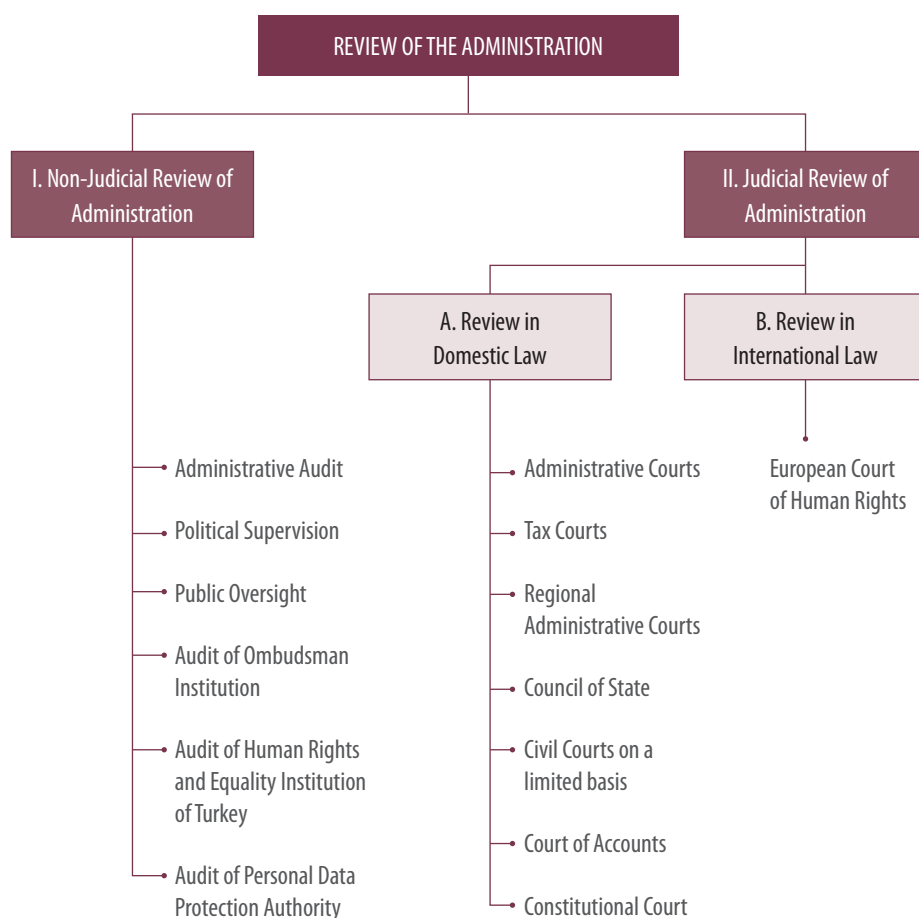 REVIEW OF THE ADMINISTRATION
I. Non-Judicial Review of
Administration
II. Judicial Review of
Administration
A. Review in
Domestic Law
B. Review in
International Law
Administrative Audit
Political Supervision
Public Oversight
Audit of Ombudsman
Institution
Audit of Human Rights
and Equality Institution
of Turkey
Audit of Personal Data
Protection Authority
Administrative Courts
Tax Courts
Regional
Administrative Courts
Council of State
Civil Courts on a
limited basis
Court of Accounts
Constitutional Court
European Court
of Human Rights